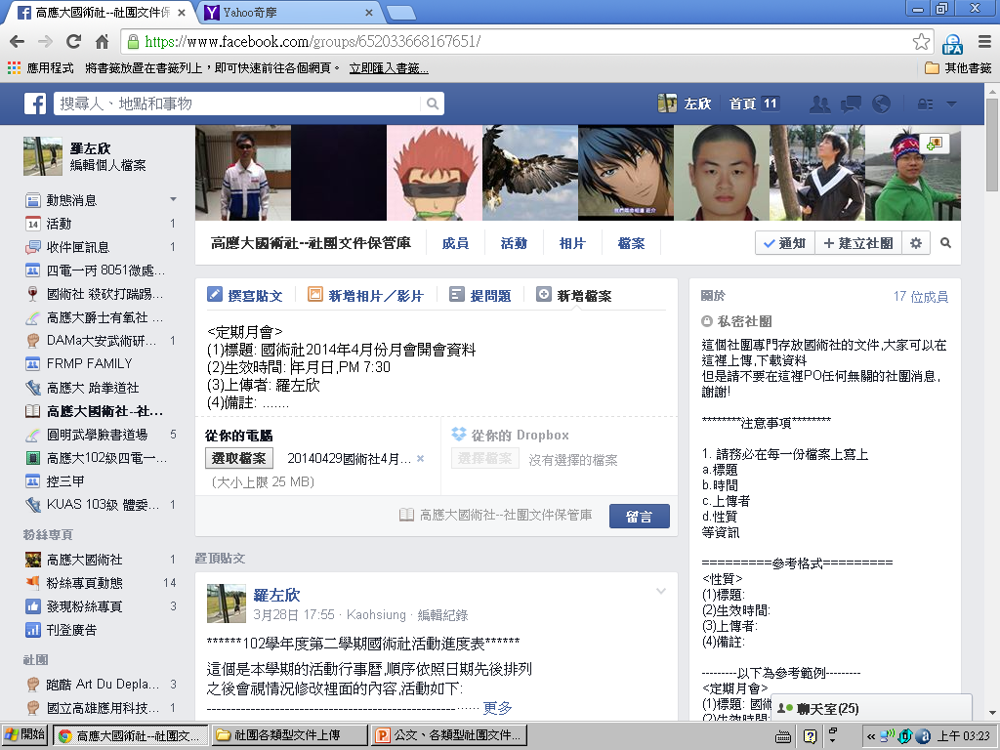 高應大國術社--社團文件保
Yahoo奇摩
https://www.facebook.com/groups/652033668167651/
IPA
應用程式 將書籤放置在書籤列上，即可快速前往各個網頁。 立即匯入書籤...
其他書籤
搜尋人、地點和事物
左欣 首頁 11
羅左欣
編輯個人檔案
動態消息
14 活動 1
收件匣訊息 1
四電一丙 8051微處...
國術社 殺砍打踹踢...
高應大爵士有氧社 ...
DAMa大安武術研... 1
FRMP FAMILY
高應大 跆拳道社
高應大國術社--社...
圓明武學臉書道場 5
高應大102級四電一...
控三甲
KUAS 103級 體委... 1
粉絲專頁
高應大國術社 1
粉絲專頁動態 14
發現粉絲專頁 3
刊登廣告
社團
跑酷 Art Du Depla... 3
國立高雄應用科技... 1
高應大國術社--社團文件保管庫 成員 活動 相片 檔案
通知 建立社團
撰寫貼文 新增相片／影片 提問題 新增檔案
<定期月會>
(1)標題: 國術社2014年4月份月會開會資料
(2)生效時間: 年月日,PM 7:30
(3)上傳者: 羅左欣
(4)備註: .......
從你的電腦
選取檔案 20140429國術社4月... ×
（大小上限 25 MB）
從你的 Dropbox
選擇檔案 沒有選擇的檔案
高應大國術社--社團文件保管庫 留言
置頂貼文
羅左欣
3月28日 17:55 · Kaohsiung · 編輯紀錄
******102學年度第二學期國術社活動進度表******
這個是本學期的活動行事曆,順序依照日期先後排列
之後會視情況修改裡面的內容,活動如下:
---------------------------------------------------...... 更多
關於 17 位成員
私密社團
這個社團專門存放國術社的文件,大家可以在
這裡上傳,下載資料
但是請不要在這裡PO任何無關的社團消息,
謝謝!
********注意事項********
1. 請務必在每一份檔案上寫上
a.標題
b.時間
c.上傳者
d.性質
等資訊
=========參考格式=========
<性質>
(1)標題:
(2)生效時間:
(3)上傳者:
(4)備註:
---------以下為參考範例---------
<定期月會>
(1)標題: 國術
(2)生效時間:
聊天室(25)
開始
高應大國術社--社團文...
社團各類型文件上傳
公文、各類型社團文件...
上午 03:23